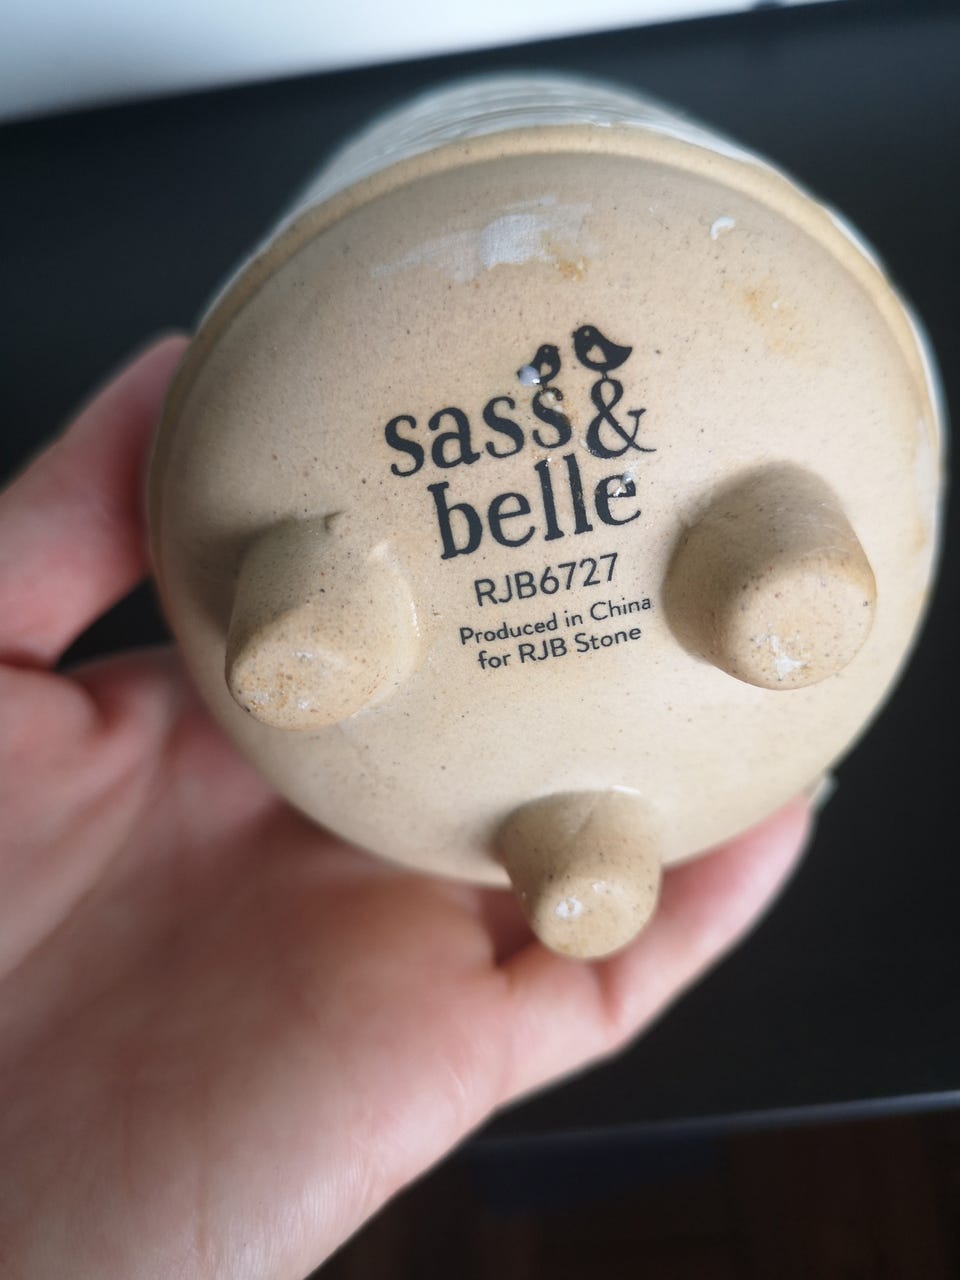 sass &
belle
RJB6727
Produced in China
for RJB Stone